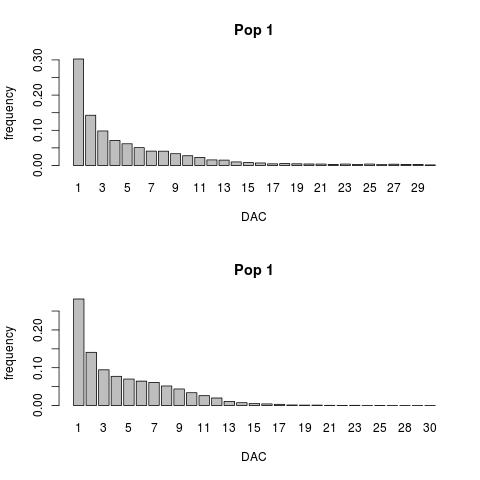 Pop 1
frequency
0.00 0.10 0.20 0.30
1 3 5 7 9 11 13 15 17 19 21 23 25 27 29
DAC
Pop 1
frequency
0.00 0.10 0.20
1 3 5 7 9 11 13 15 17 19 21 23 25 28 30
DAC